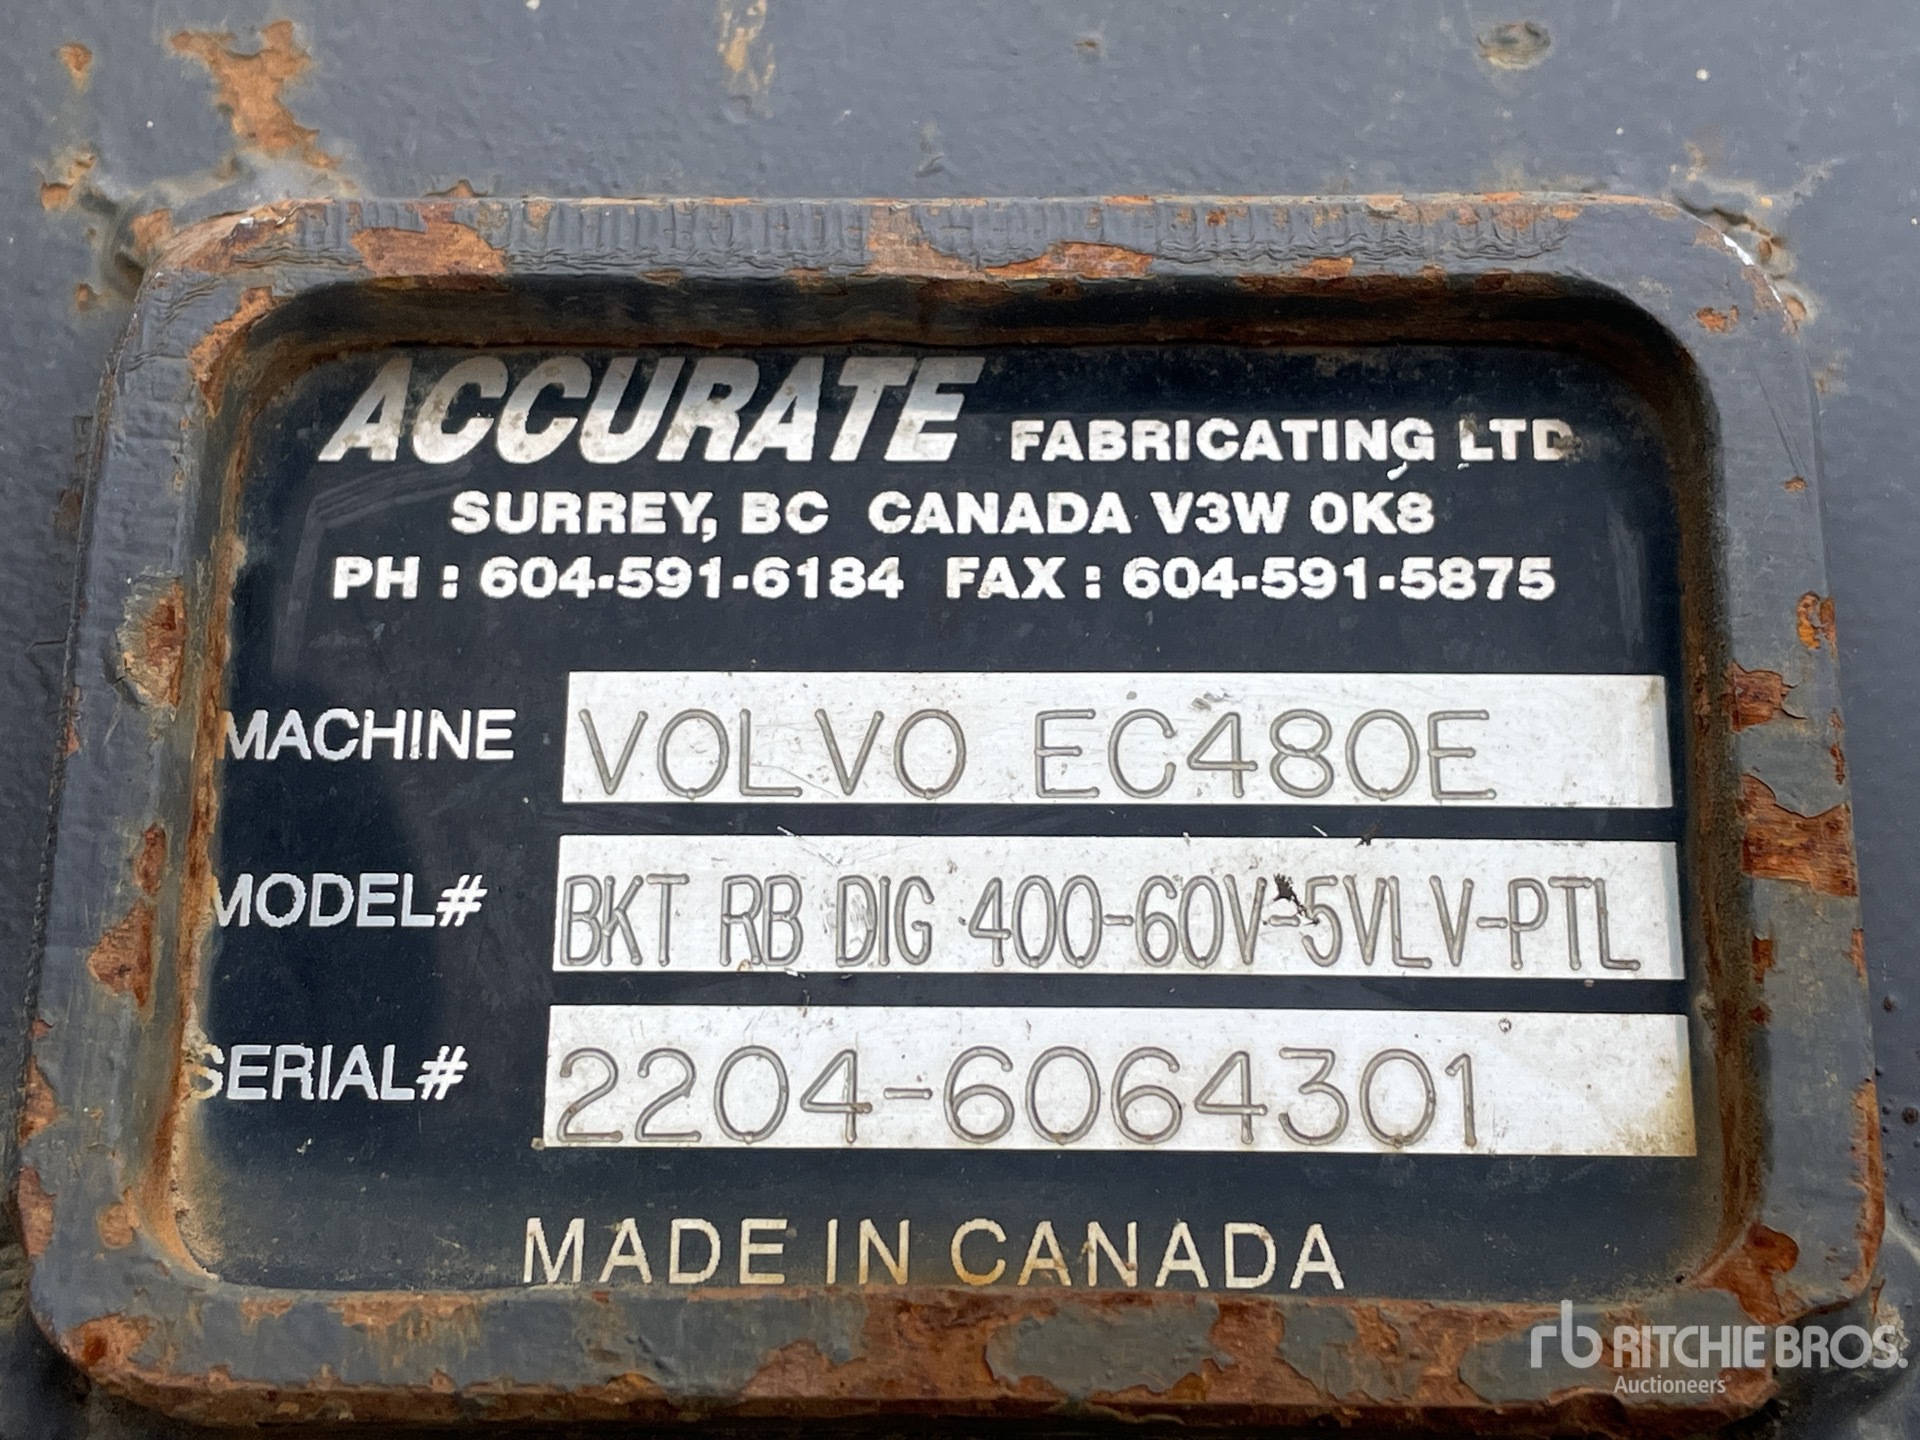 ACCURATE FABRICATING LTD
SURREY, BC CANADA V3W 0K8
PH : 604-591-6184 FAX : 604-591-5875
MACHINE VOLVO EC480E
MODEL# BKT RB DIG 400-60V-5VLV-PTL
SERIAL# 2204-6064301
MADE IN CANADA
rb RITCHIE BROS.
Auctioneers